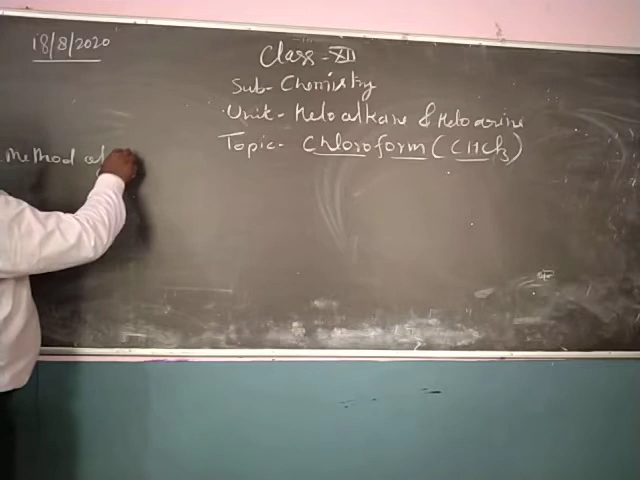 18/8/2020
Class - XII
Sub- Chemistry
Unit - Haloalkane & Haloarene
Topic - Chloroform (CHCl3)
Method of